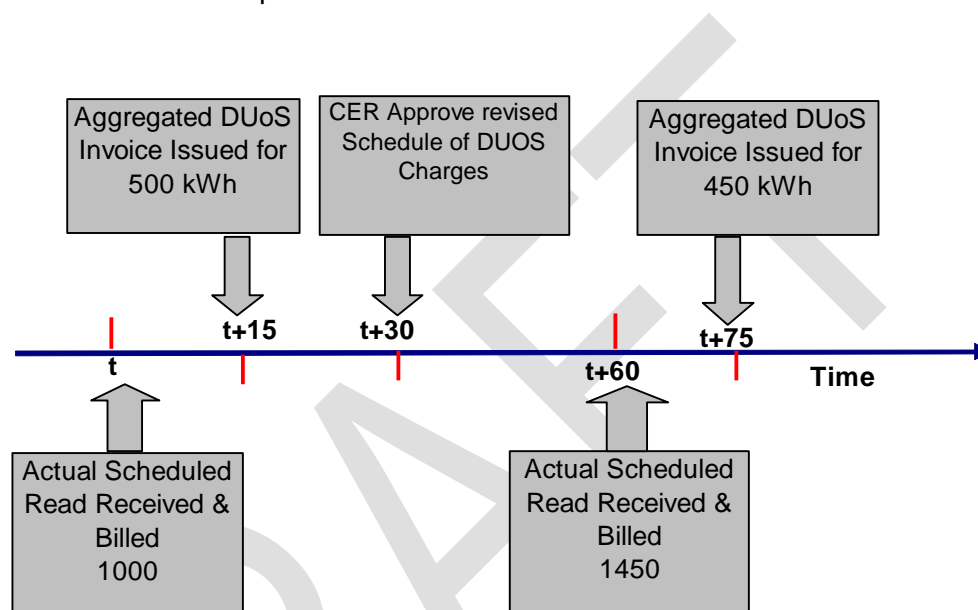 Aggregated DUoS
Invoice Issued for
500 kWh
CER Approve revised
Schedule of DUOS
Charges
Aggregated DUoS
Invoice Issued for
450 kWh
t+15
t+30
t+75
t
t+60
Time
Actual Scheduled
Read Received &
Billed
1000
Actual Scheduled
Read Received &
Billed
1450
DRAFT